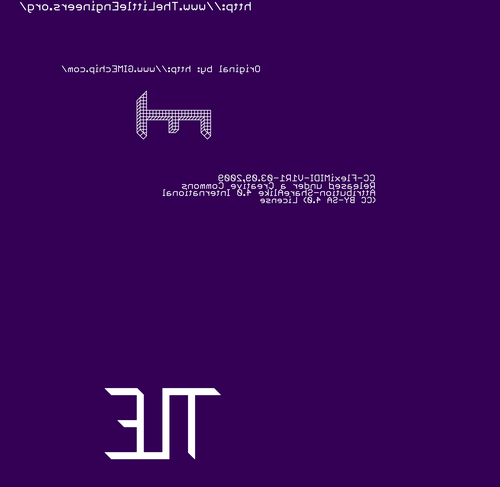 http://www.TheLittleEngineers.org/
Original by: http://www.GIMEchip.com/
CC-FlexiMIDI-V1R1-03.09.2009
Released under a Creative Commons
Attribution-ShareAlike 4.0 International
(CC BY-SA 4.0) License
TLE